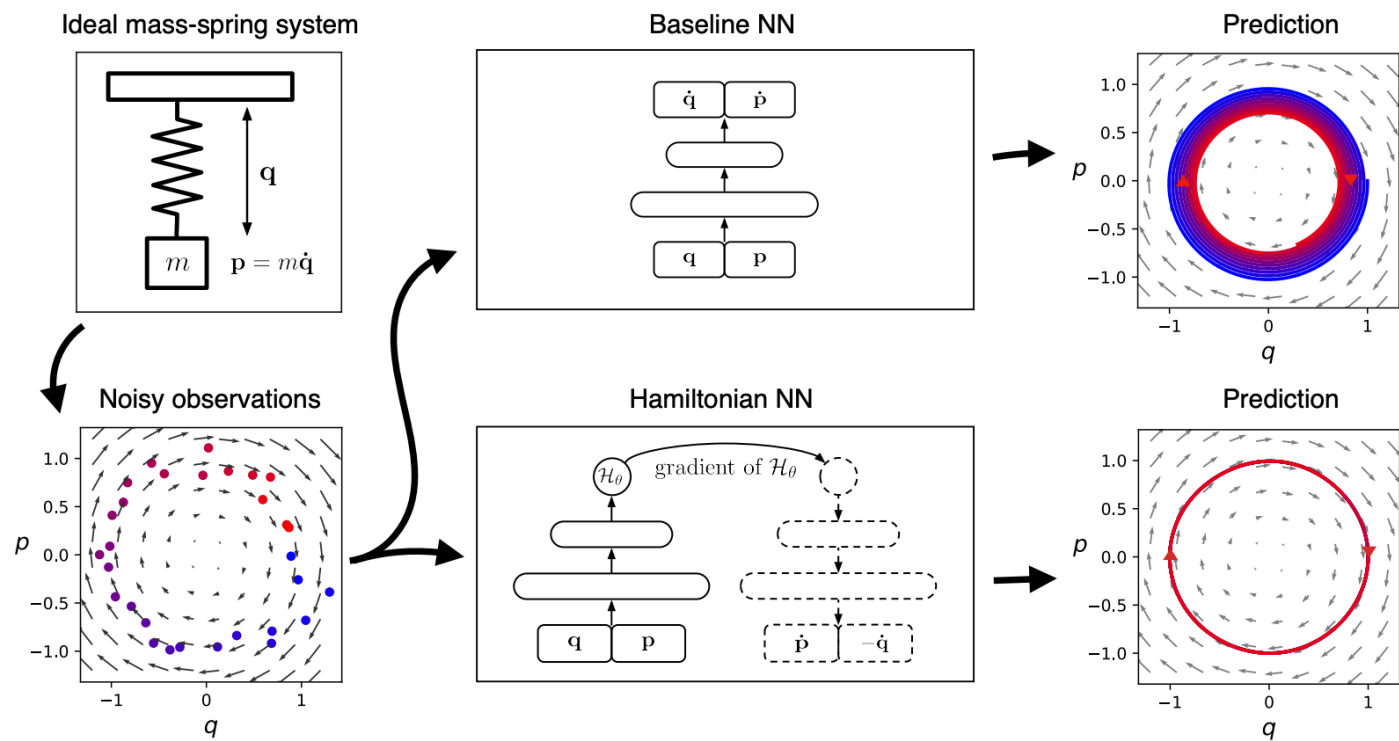 Ideal mass-spring system
q
m
p = mq̇
Baseline NN
q̇ ṗ
q p
Prediction
1.0
0.5
p
0.0
−0.5
−1.0
−1 0 1
q
Noisy observations
1.0
0.5
p
0.0
−0.5
−1.0
−1 0 1
q
Hamiltonian NN
ℋθ
gradient of ℋθ
q p
ṗ −q̇
Prediction
1.0
0.5
p
0.0
−0.5
−1.0
−1 0 1
q